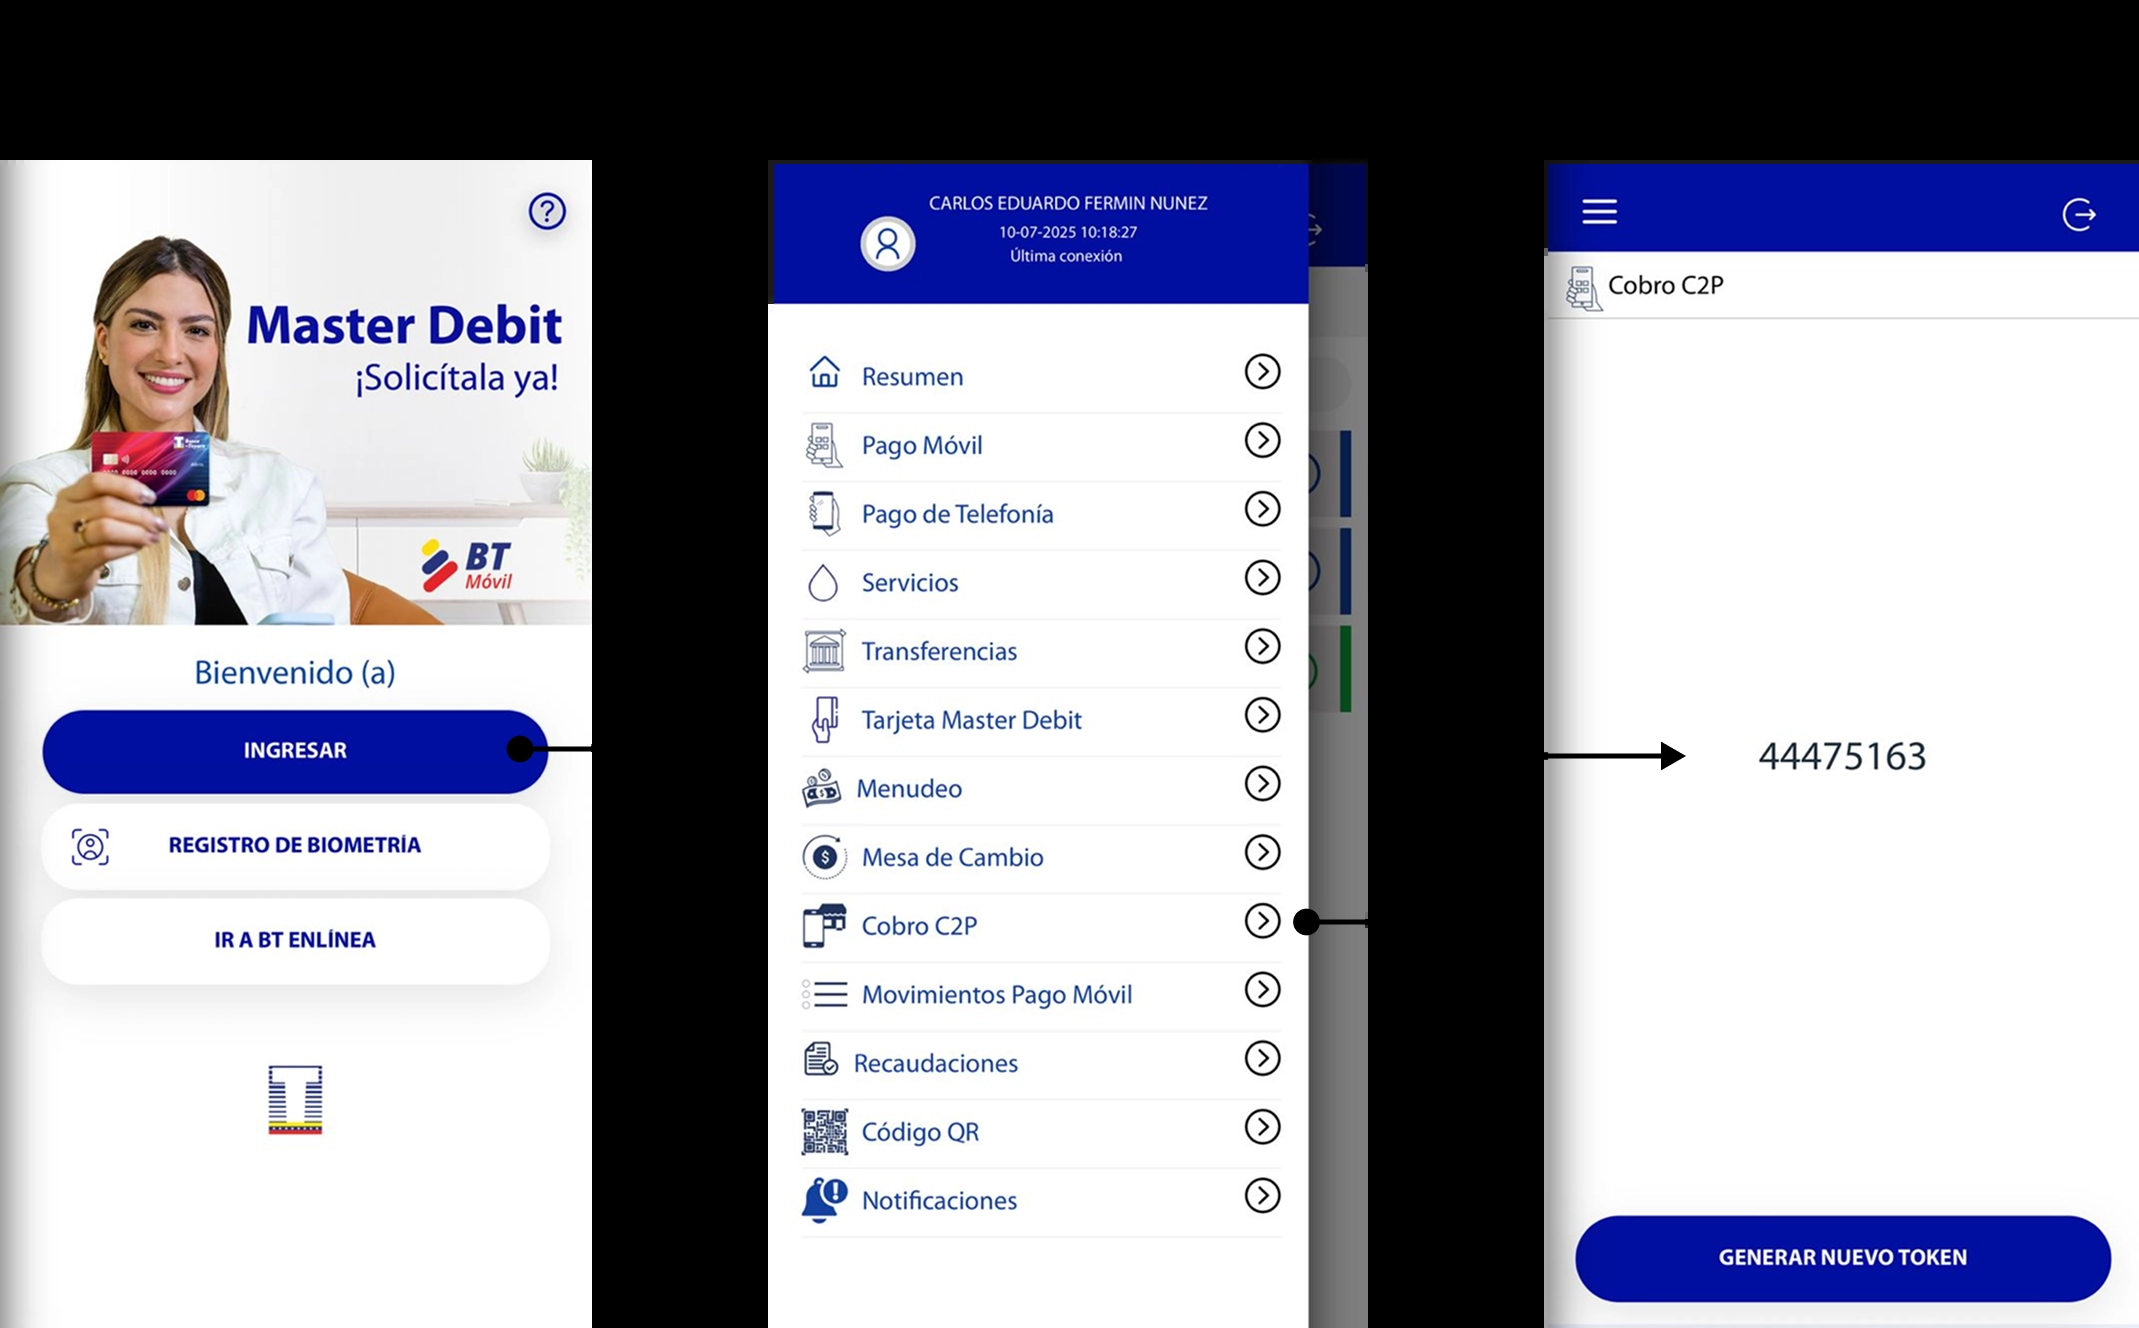 Master Debit
¡Solicítala ya!
BT
Móvil
Bienvenido (a)
INGRESAR
REGISTRO DE BIOMETRÍA
IR A BT ENLÍNEA
CARLOS EDUARDO FERMIN NUNEZ
10-07-2025 10:18:27
Última conexión
Resumen
Pago Móvil
Pago de Telefonía
Servicios
Transferencias
Tarjeta Master Debit
Menudeo
Mesa de Cambio
Cobro C2P
Movimientos Pago Móvil
Recaudaciones
Código QR
Notificaciones
Cobro C2P
44475163
GENERAR NUEVO TOKEN